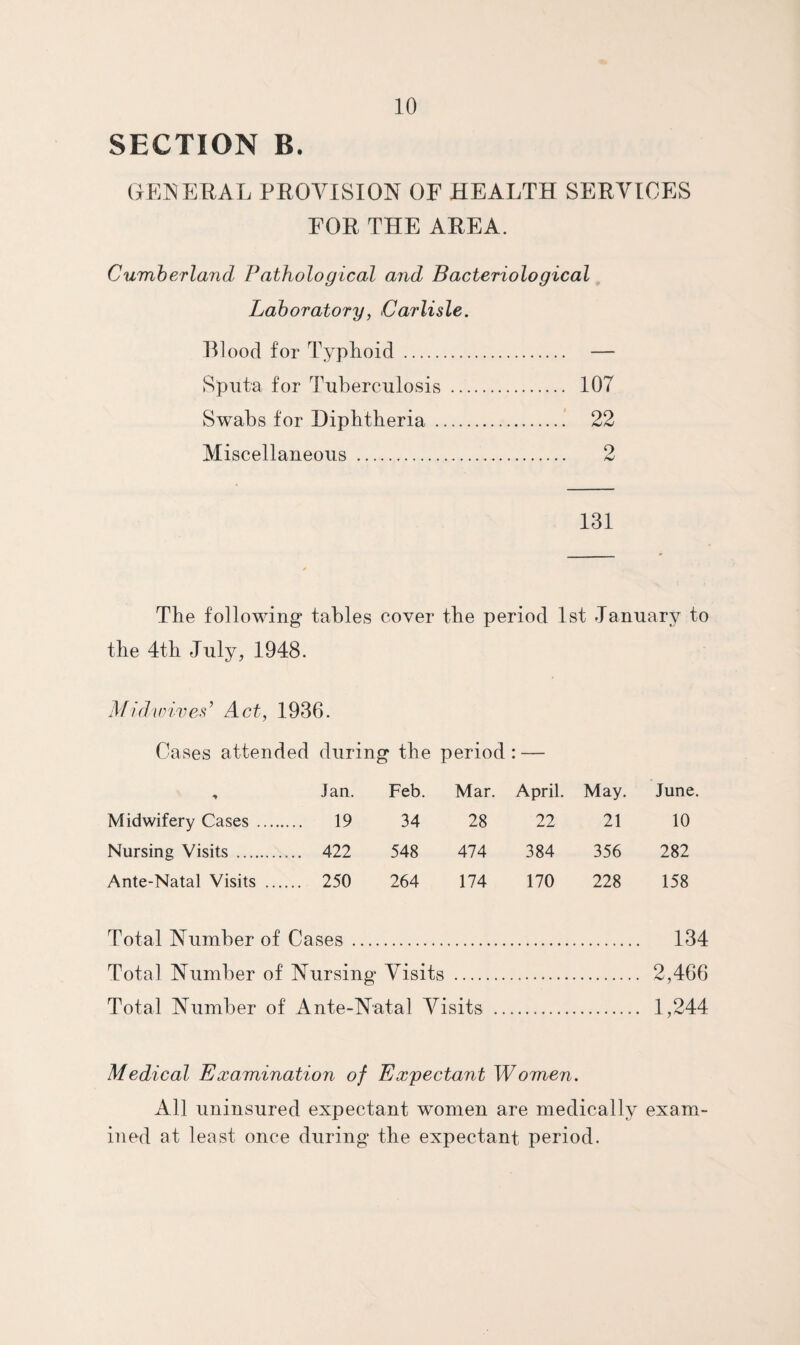 10
SECTION B.
GENERAL PROVISION OF HEALTH SERVICES
FOR THE AREA.
Cumberland Pathological and Bacteriological
Laboratory, Carlisle.
Blood for Typhoid ........................ —
Sputa for Tuberculosis ................. 107
Swabs for Diphtheria ................... 22
Miscellaneous .............................. 2
131
The following tables cover the period 1st January to
the 4th July, 1948.
Midwives' Act, 1936.
Cases attended during the period : —
Jan. Feb. Mar. April. May. June.
Midwifery Cases ........ 19 34 28 22 21 10
Nursing Visits ........... 422 548 474 384 356 282
Ante-Natal Visits ...... 250 264 174 170 228 158
Total Number of Cases .......................................... 134
Total Number of Nursing Visits ........................... 2,466
Total Number of Ante-Natal Visits ..................... 1,244
Medical Examination of Expectant Women.
All uninsured expectant women are medically exam-
ined at least once during the expectant period.